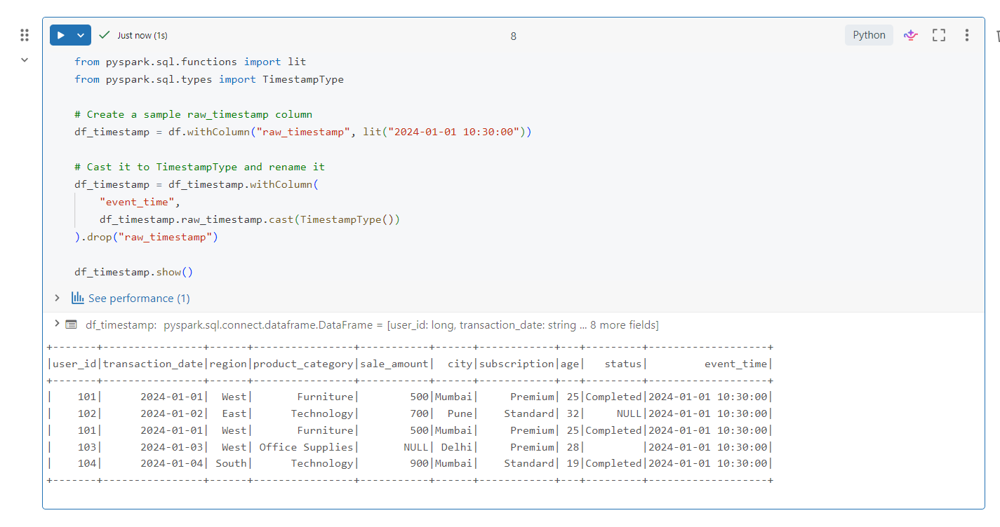 Just now (1s)
8
Python
from pyspark.sql.functions import lit
from pyspark.sql.types import TimestampType
# Create a sample raw_timestamp column
df_timestamp = df.withColumn("raw_timestamp", lit("2024-01-01 10:30:00"))
# Cast it to TimestampType and rename it
df_timestamp = df_timestamp.withColumn(
    "event_time",
    df_timestamp.raw_timestamp.cast(TimestampType())
).drop("raw_timestamp")
df_timestamp.show()
See performance (1)
df_timestamp: pyspark.sql.connect.dataframe.DataFrame = [user_id: long, transaction_date: string ... 8 more fields]
+-------+----------------+------+----------------+-----------+------+------------+---+---------+-------------------+
|user_id|transaction_date|region|product_category|sale_amount|  city|subscription|age|   status|         event_time|
+-------+----------------+------+----------------+-----------+------+------------+---+---------+-------------------+
|    101|      2024-01-01|  West|       Furniture|        500|Mumbai|     Premium| 25|Completed|2024-01-01 10:30:00|
|    102|      2024-01-02|  East|      Technology|        700|  Pune|    Standard| 32|     NULL|2024-01-01 10:30:00|
|    101|      2024-01-01|  West|       Furniture|        500|Mumbai|     Premium| 25|Completed|2024-01-01 10:30:00|
|    103|      2024-01-03|  West| Office Supplies|       NULL| Delhi|     Premium| 28|         |2024-01-01 10:30:00|
|    104|      2024-01-04| South|      Technology|        900|Mumbai|    Standard| 19|Completed|2024-01-01 10:30:00|
+-------+----------------+------+----------------+-----------+------+------------+---+---------+-------------------+